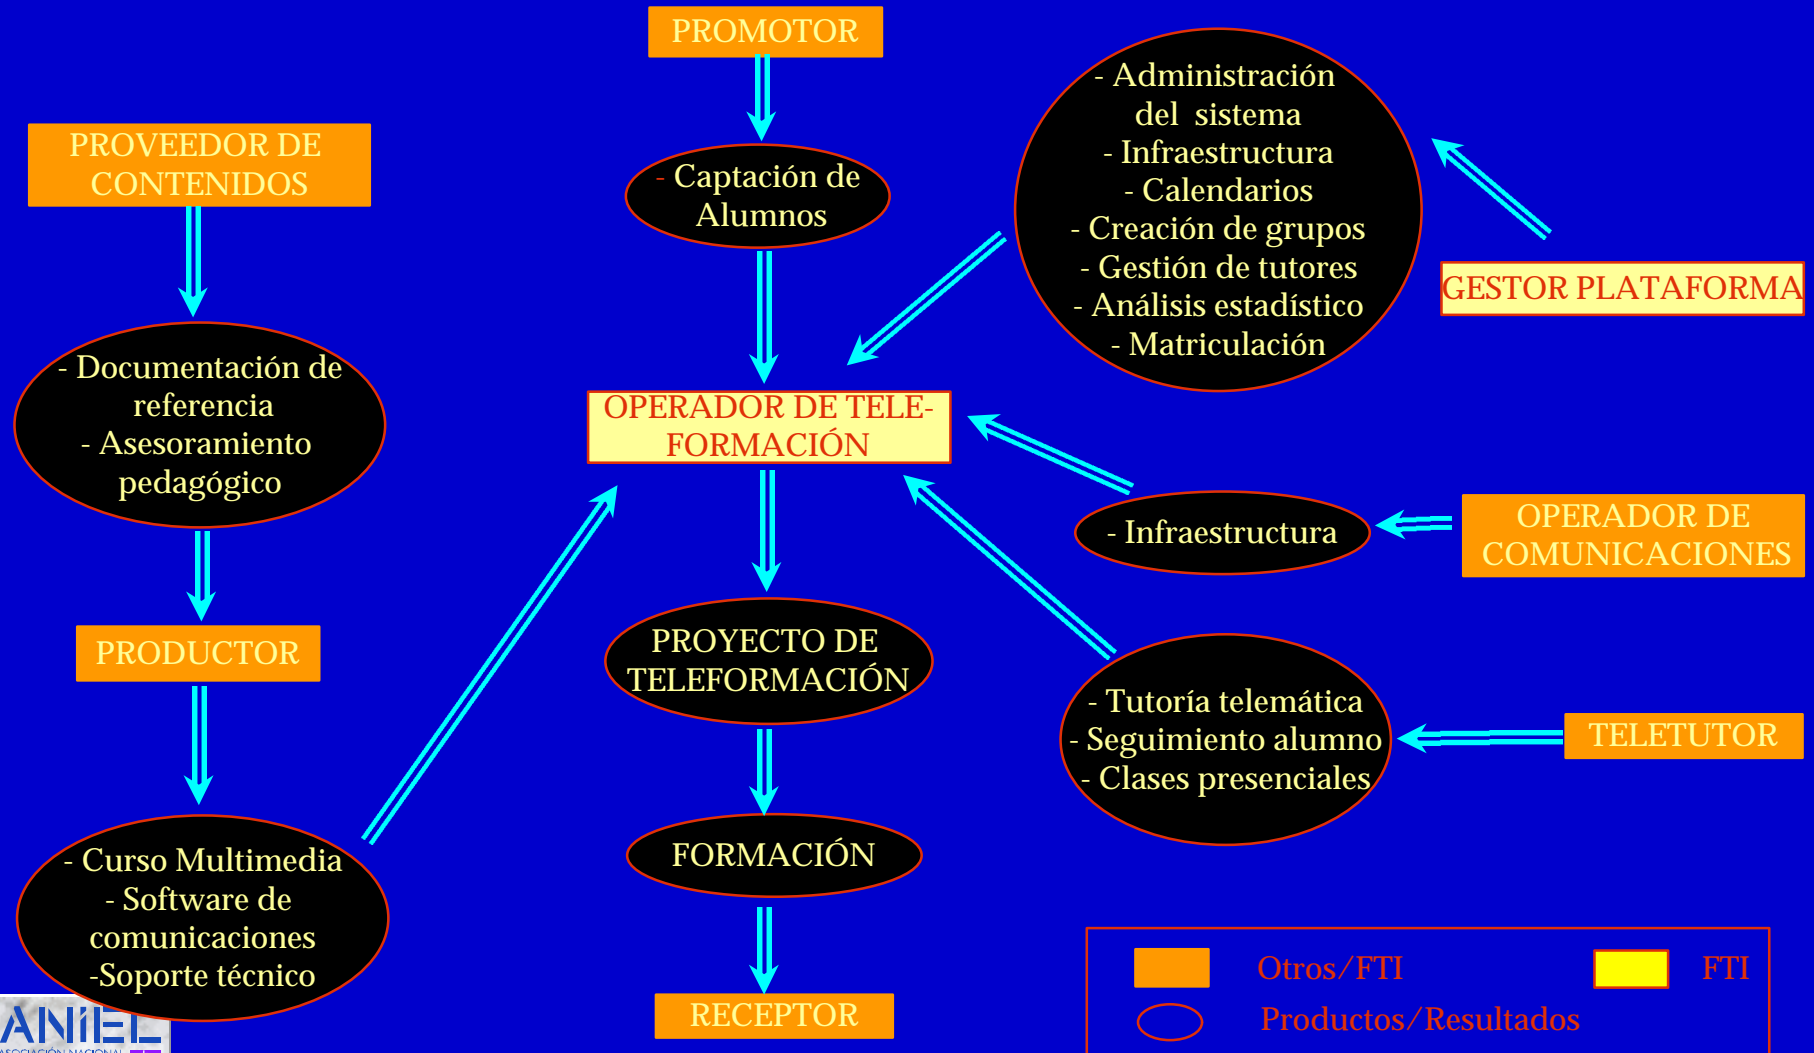 PROMOTOR
- Administración
del sistema
- Infraestructura
- Calendarios
- Creación de grupos
- Gestión de tutores
- Análisis estadístico
- Matriculación
PROVEEDOR DE
CONTENIDOS
- Captación de
Alumnos
GESTOR PLATAFORMA
- Documentación de
referencia
- Asesoramiento
pedagógico
OPERADOR DE TELE-
FORMACIÓN
- Infraestructura
OPERADOR DE
COMUNICACIONES
PRODUCTOR
PROYECTO DE
TELEFORMACIÓN
- Tutoría telemática
- Seguimiento alumno
- Clases presenciales
TELETUTOR
- Curso Multimedia
- Software de
comunicaciones
-Soporte técnico
FORMACIÓN
RECEPTOR
Otros/FTI
FTI
Productos/Resultados
ANIEL
ASOCIACIÓN NACIONAL